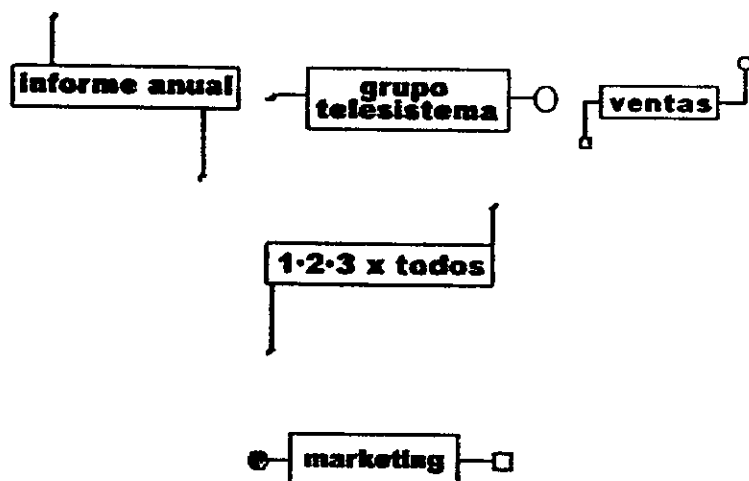 informe anual
grupo
telesistema
ventas
1·2·3 x todos
marketing